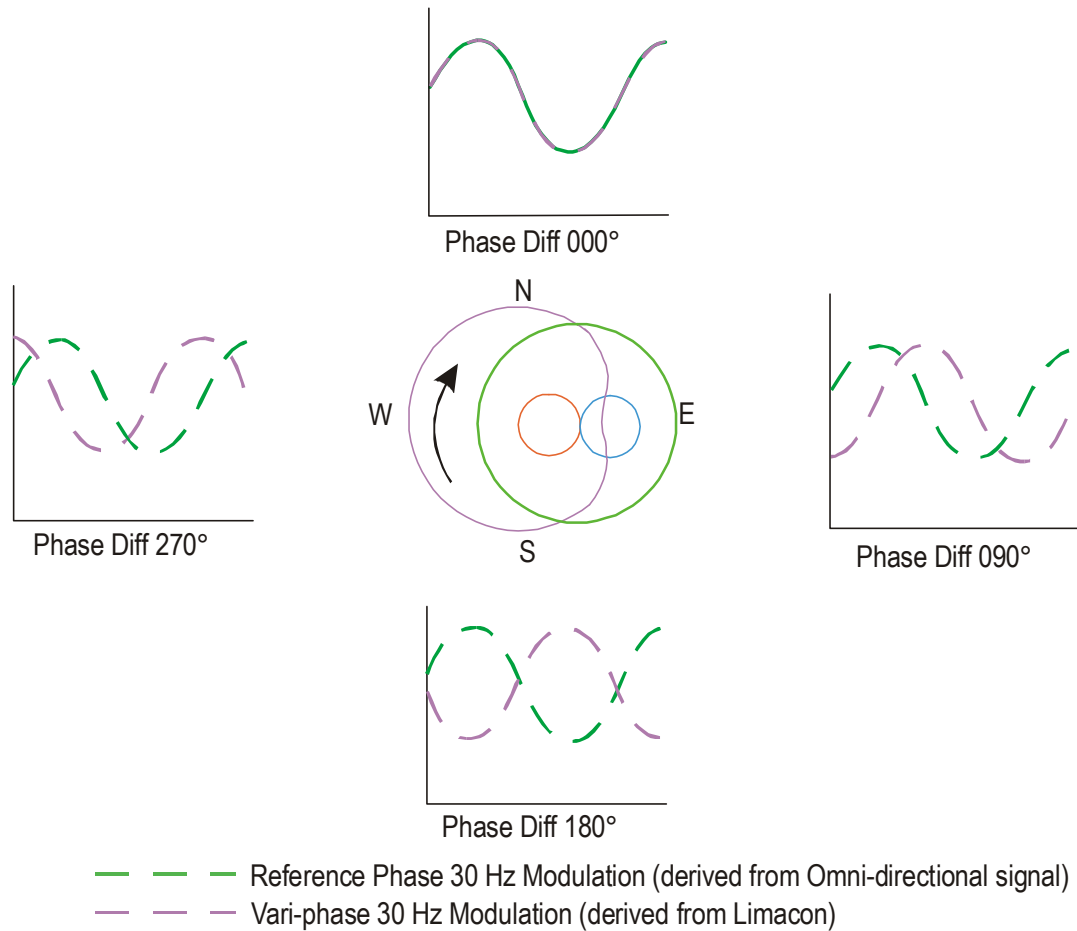 Phase Diff 000°
N
W
E
S
Phase Diff 270°
Phase Diff 090°
Phase Diff 180°
Reference Phase 30 Hz Modulation (derived from Omni-directional signal)
Vari-phase 30 Hz Modulation (derived from Limacon)